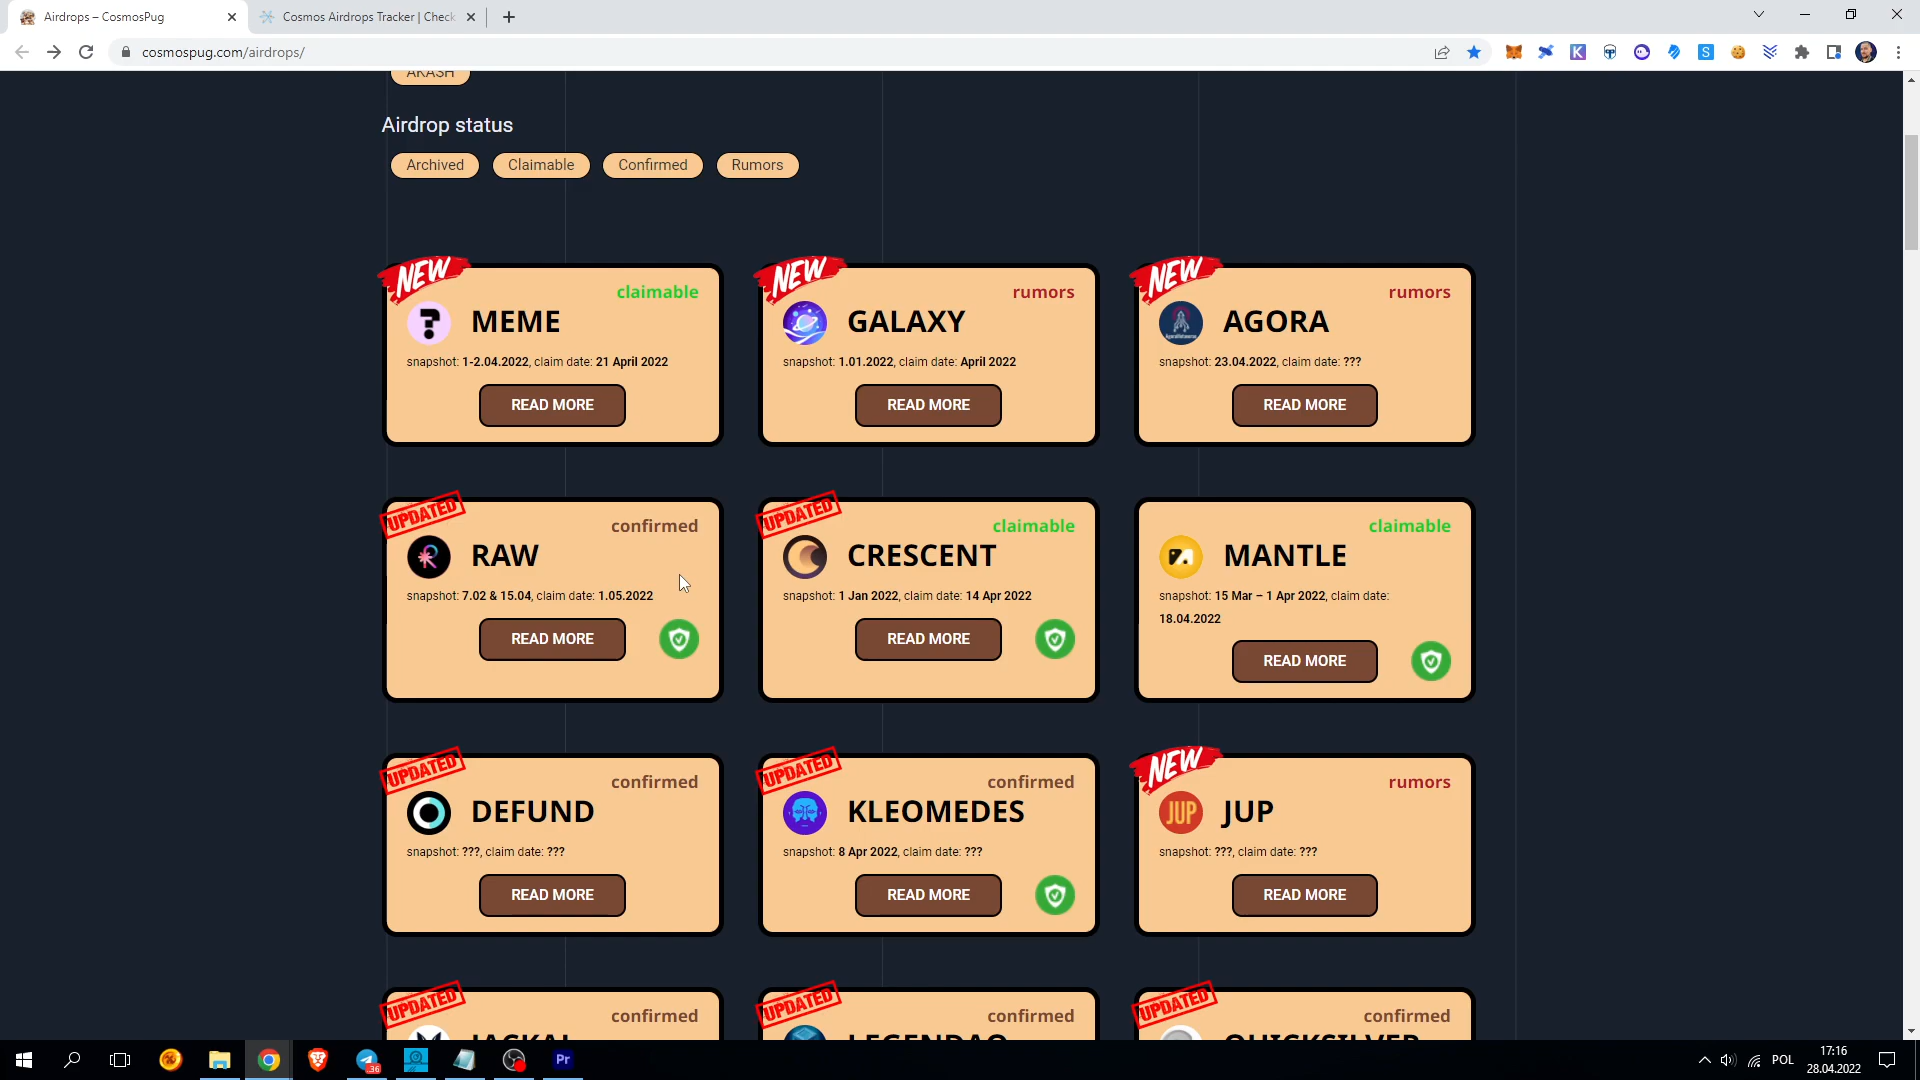 Airdrops – CosmosPug
Cosmos Airdrops Tracker | Check
cosmospug.com/airdrops/
AKASH
Airdrop status
Archived
Claimable
Confirmed
Rumors
NEW
claimable
MEME
snapshot: 1-2.04.2022, claim date: 21 April 2022
READ MORE
NEW
rumors
GALAXY
snapshot: 1.01.2022, claim date: April 2022
READ MORE
NEW
rumors
AGORA
snapshot: 23.04.2022, claim date: ???
READ MORE
UPDATED
confirmed
RAW
snapshot: 7.02 & 15.04, claim date: 1.05.2022
READ MORE
UPDATED
claimable
CRESCENT
snapshot: 1 Jan 2022, claim date: 14 Apr 2022
READ MORE
claimable
MANTLE
snapshot: 15 Mar – 1 Apr 2022, claim date:
18.04.2022
READ MORE
UPDATED
confirmed
DEFUND
snapshot: ???, claim date: ???
READ MORE
UPDATED
confirmed
KLEOMEDES
snapshot: 8 Apr 2022, claim date: ???
READ MORE
NEW
rumors
JUP
JUP
snapshot: ???, claim date: ???
READ MORE
UPDATED
confirmed
JACKAL
UPDATED
confirmed
LEGENDAO
UPDATED
confirmed
QUICKSILVER
36
Pr
POL
17:16
28.04.2022